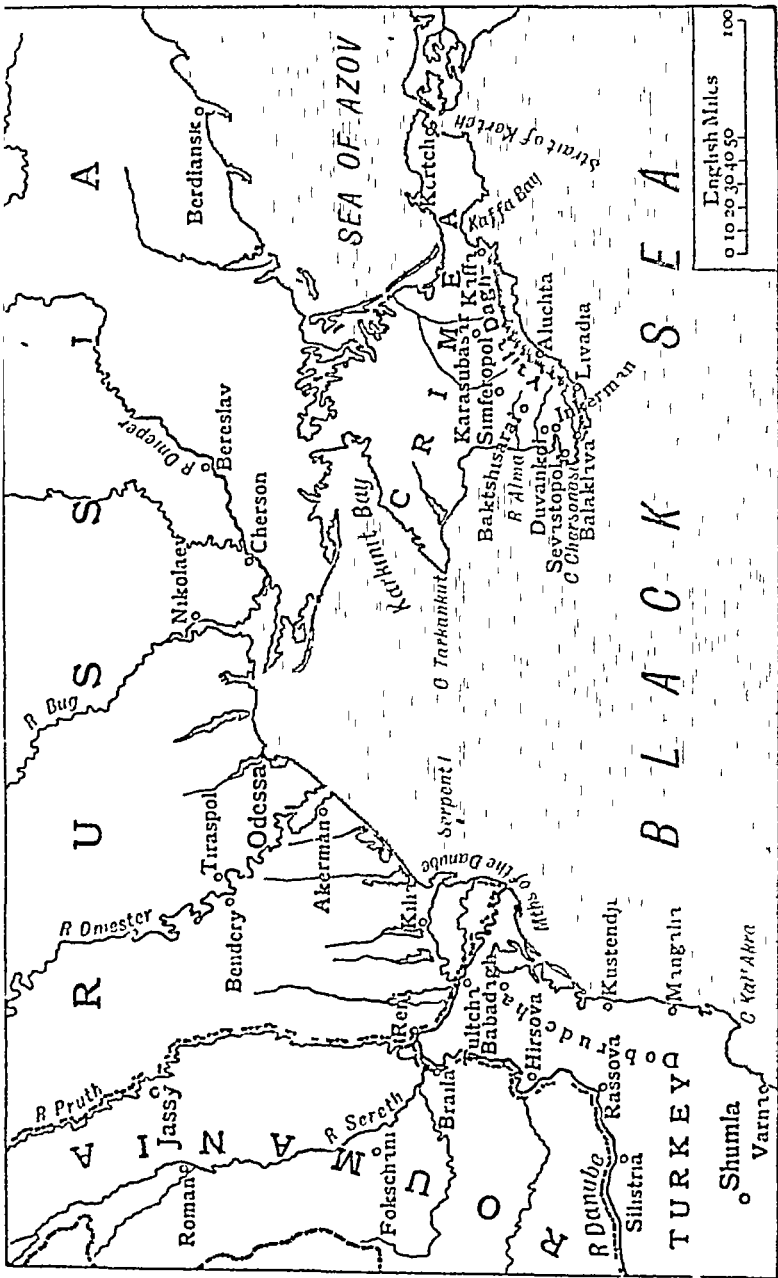 RUSSIA
ROUMANIA
TURKEY
CRIMEA
BLACK SEA
SEA OF AZOV
Berdiansk
R Dnieper
Bereslav
Cherson
Nikolaev
R Bug
Odessa
Tiraspol
R Dniester
Bendery
Akerman
Kilia
R Pruth
Jassy
Roman
R Sereth
Fokschani
Braila
Reni
Tultcha
Babadagh
Hirsova
Dobrudcha
Rassova
R Danube
Silistria
Shumla
Varna
Kustendji
Mangalia
C Kali Akra
Mths of the Danube
Serpent I
Karkinit Bay
C Tarkankut
Kertch
Strait of Kertch
Kaffa Bay
Kaffa
Karasubasar
Simferopol
Yaila Dagh
Aluchta
Livadia
Baktshisarai
R Alma
Duvankoi
Inkerman
Sevastopol
C Chersonese
Balaklava
English Miles
0 10 20 30 40 50 100